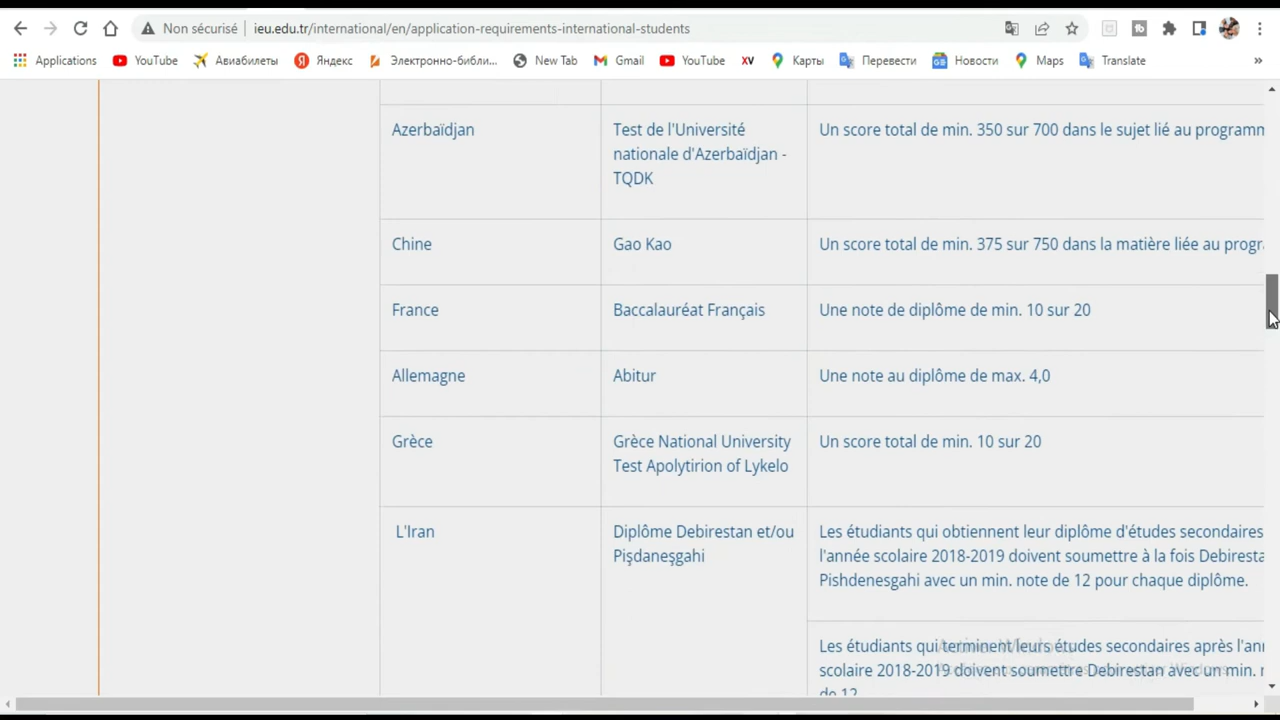 Non sécurisé | ieu.edu.tr/international/en/application-requirements-international-students
Applications YouTube Авиабилеты Яндекс Электронно-библи... New Tab Gmail YouTube XV Карты Перевести Новости Maps Translate »
Azerbaïdjan
Test de l'Université
nationale d'Azerbaïdjan -
TQDK
Un score total de min. 350 sur 700 dans le sujet lié au programm
Chine
Gao Kao
Un score total de min. 375 sur 750 dans la matière liée au progr
France
Baccalauréat Français
Une note de diplôme de min. 10 sur 20
Allemagne
Abitur
Une note au diplôme de max. 4,0
Grèce
Grèce National University
Test Apolytirion of Lykelo
Un score total de min. 10 sur 20
L'Iran
Diplôme Debirestan et/ou
Pişdaneşgahi
Les étudiants qui obtiennent leur diplôme d'études secondaires
l'année scolaire 2018-2019 doivent soumettre à la fois Debiresta
Pishdenesgahi avec un min. note de 12 pour chaque diplôme.
Les étudiants qui terminent leurs études secondaires après l'an
scolaire 2018-2019 doivent soumettre Debirestan avec un min.
de 12